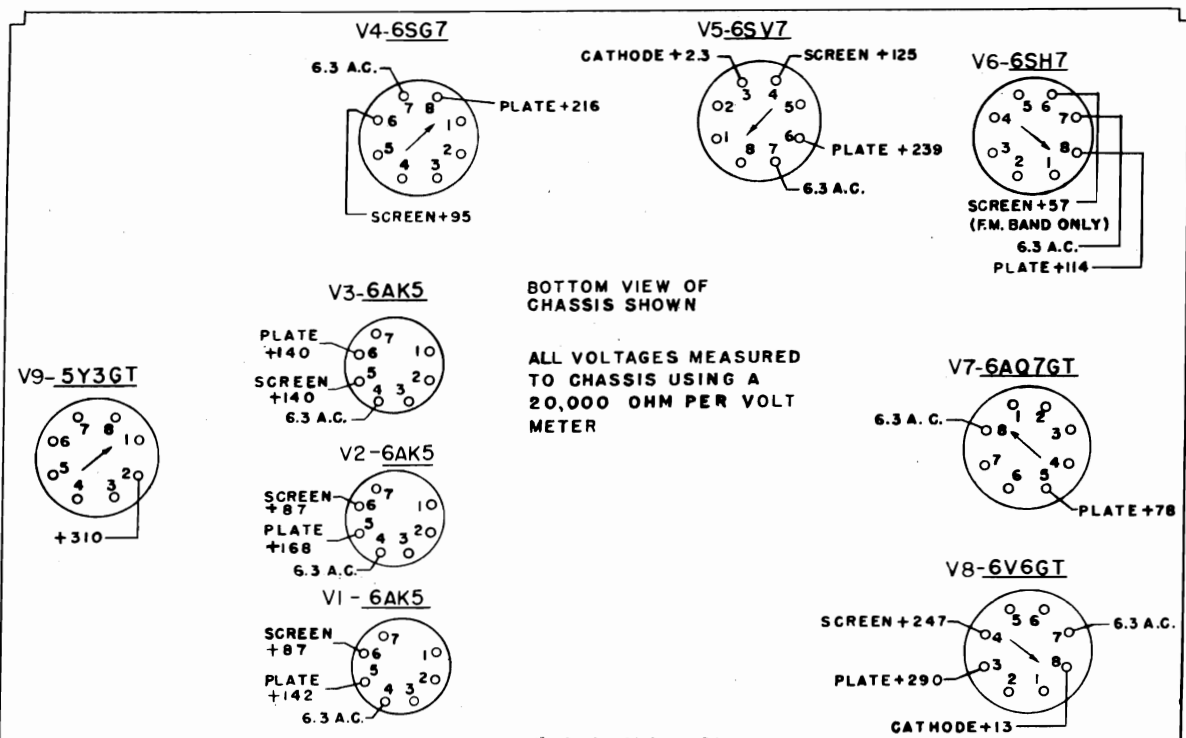 V4-6SG7
6.3 A.C.
7
8
PLATE +216
6
1
5
2
4
3
SCREEN+95
V5-6SV7
CATHODE +2.3
SCREEN +125
3
4
2
5
1
6
PLATE +239
8
7
6.3 A.C.
V6-6SH7
5
6
4
7
3
8
2
1
SCREEN +57
(F.M. BAND ONLY)
6.3 A.C.
PLATE +114
V3-6AK5
PLATE
+140
7
6
1
SCREEN
+140
5
2
4
3
6.3 A.C.
BOTTOM VIEW OF
CHASSIS SHOWN
ALL VOLTAGES MEASURED
TO CHASSIS USING A
20,000 OHM PER VOLT
METER
V9-5Y3GT
7
8
6
1
5
2
4
3
+310
V2-6AK5
SCREEN
+87
7
6
1
PLATE
+168
5
2
4
3
6.3 A.C.
V7-6AQ7GT
6.3 A.C.
1
2
8
3
7
4
6
5
PLATE +78
V1-6AK5
SCREEN
+87
7
6
1
PLATE
+142
5
2
4
3
6.3 A.C.
V8-6V6GT
SCREEN +247
5
6
6.3 A.C.
4
7
3
8
PLATE+290
2
1
CATHODE+13